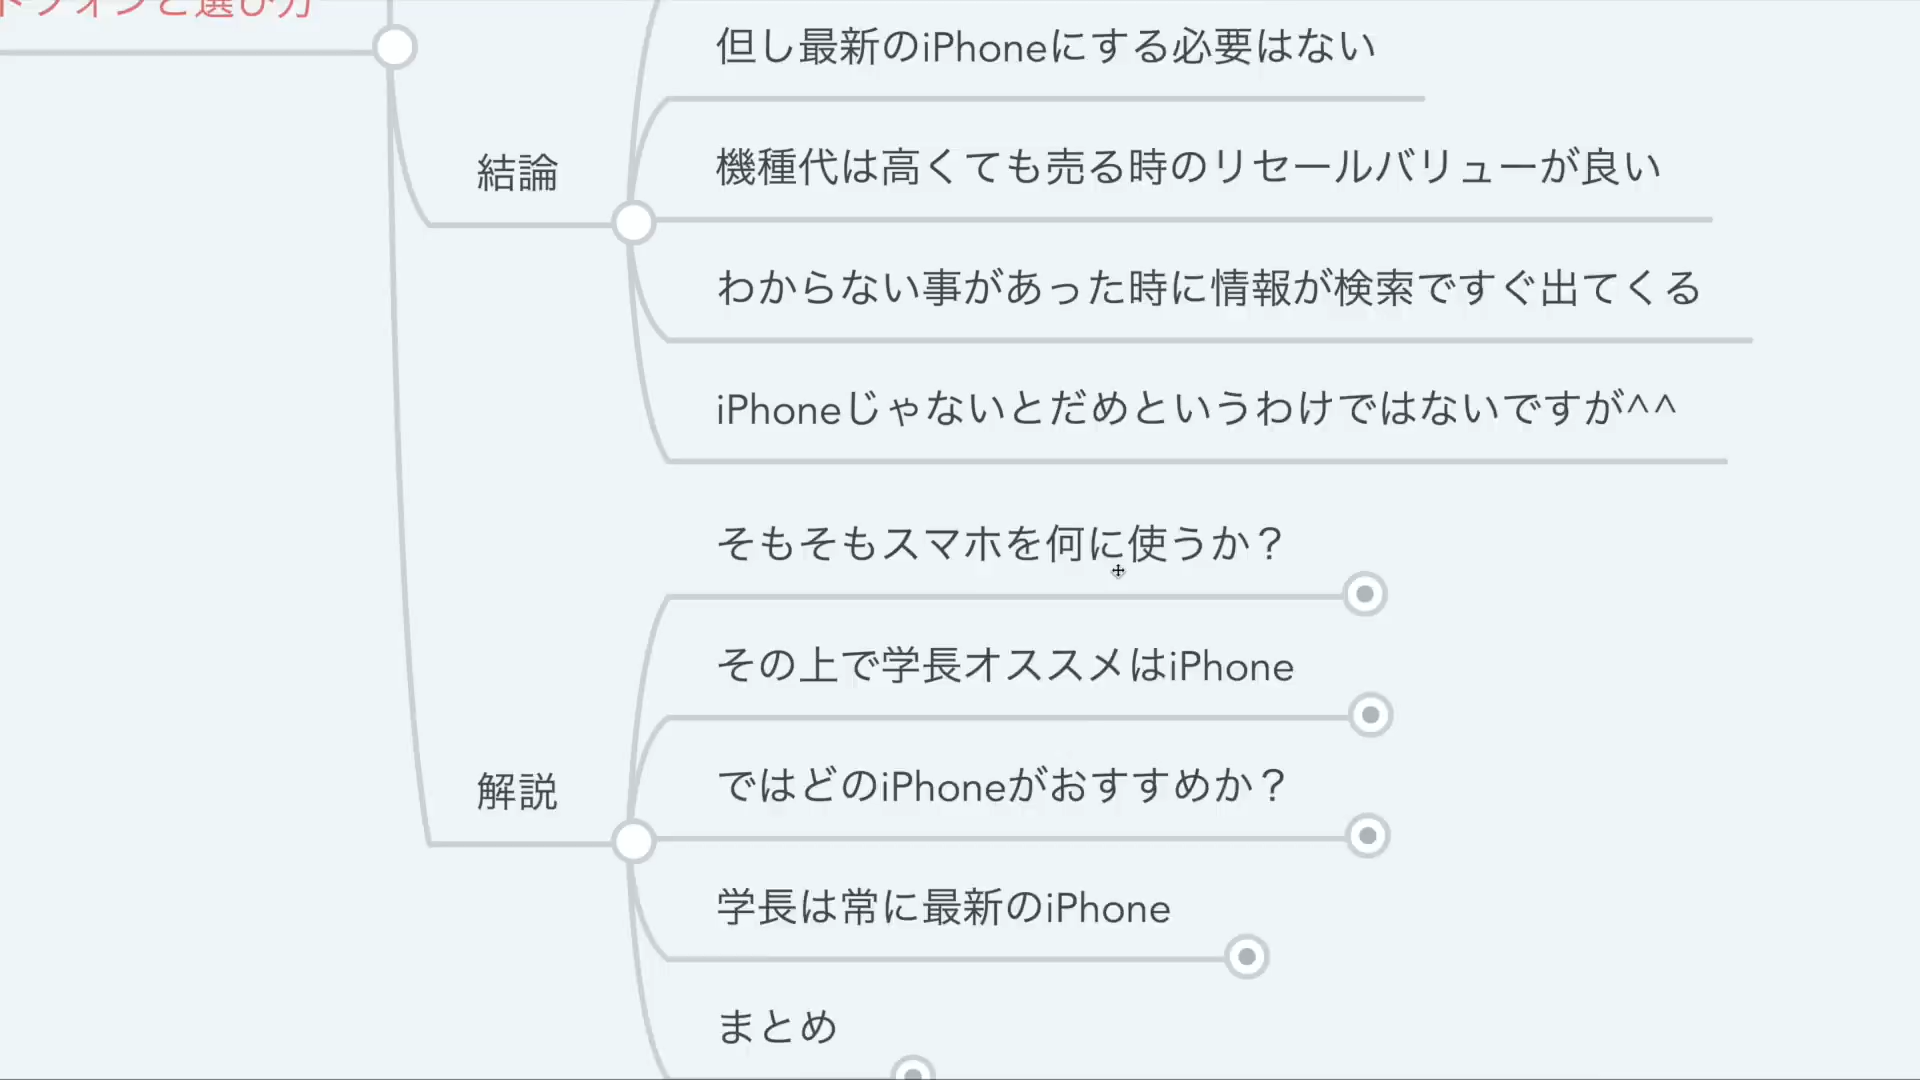 トフォンと選び方
結論
但し最新のiPhoneにする必要はない
機種代は高くても売る時のリセールバリューが良い
わからない事があった時に情報が検索ですぐ出てくる
iPhoneじゃないとだめというわけではないですが^^
解説
そもそもスマホを何に使うか？
その上で学長オススメはiPhone
ではどのiPhoneがおすすめか？
学長は常に最新のiPhone
まとめ